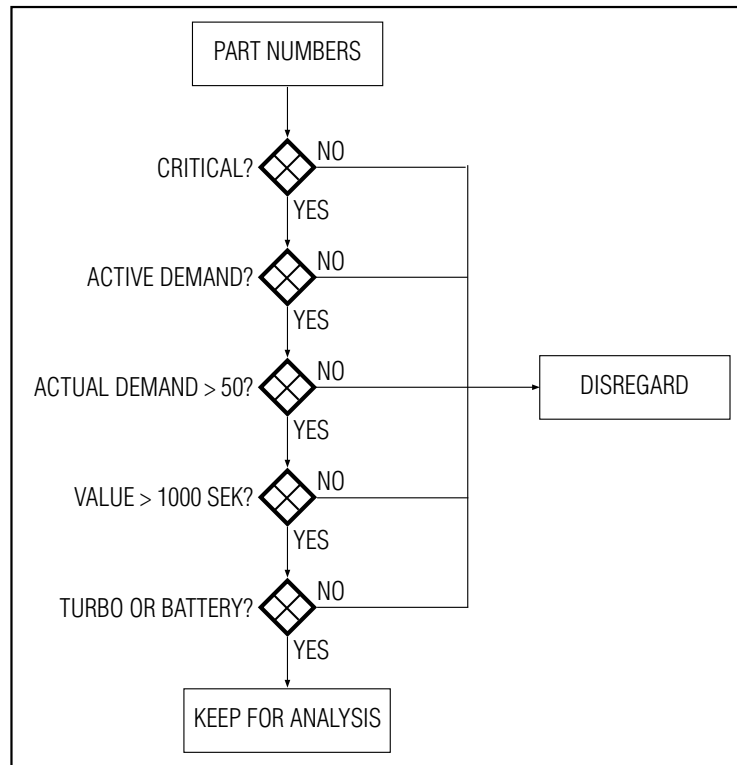 PART NUMBERS
CRITICAL?
NO
YES
ACTIVE DEMAND?
NO
YES
ACTUAL DEMAND > 50?
NO
DISREGARD
YES
VALUE > 1000 SEK?
NO
YES
TURBO OR BATTERY?
NO
YES
KEEP FOR ANALYSIS